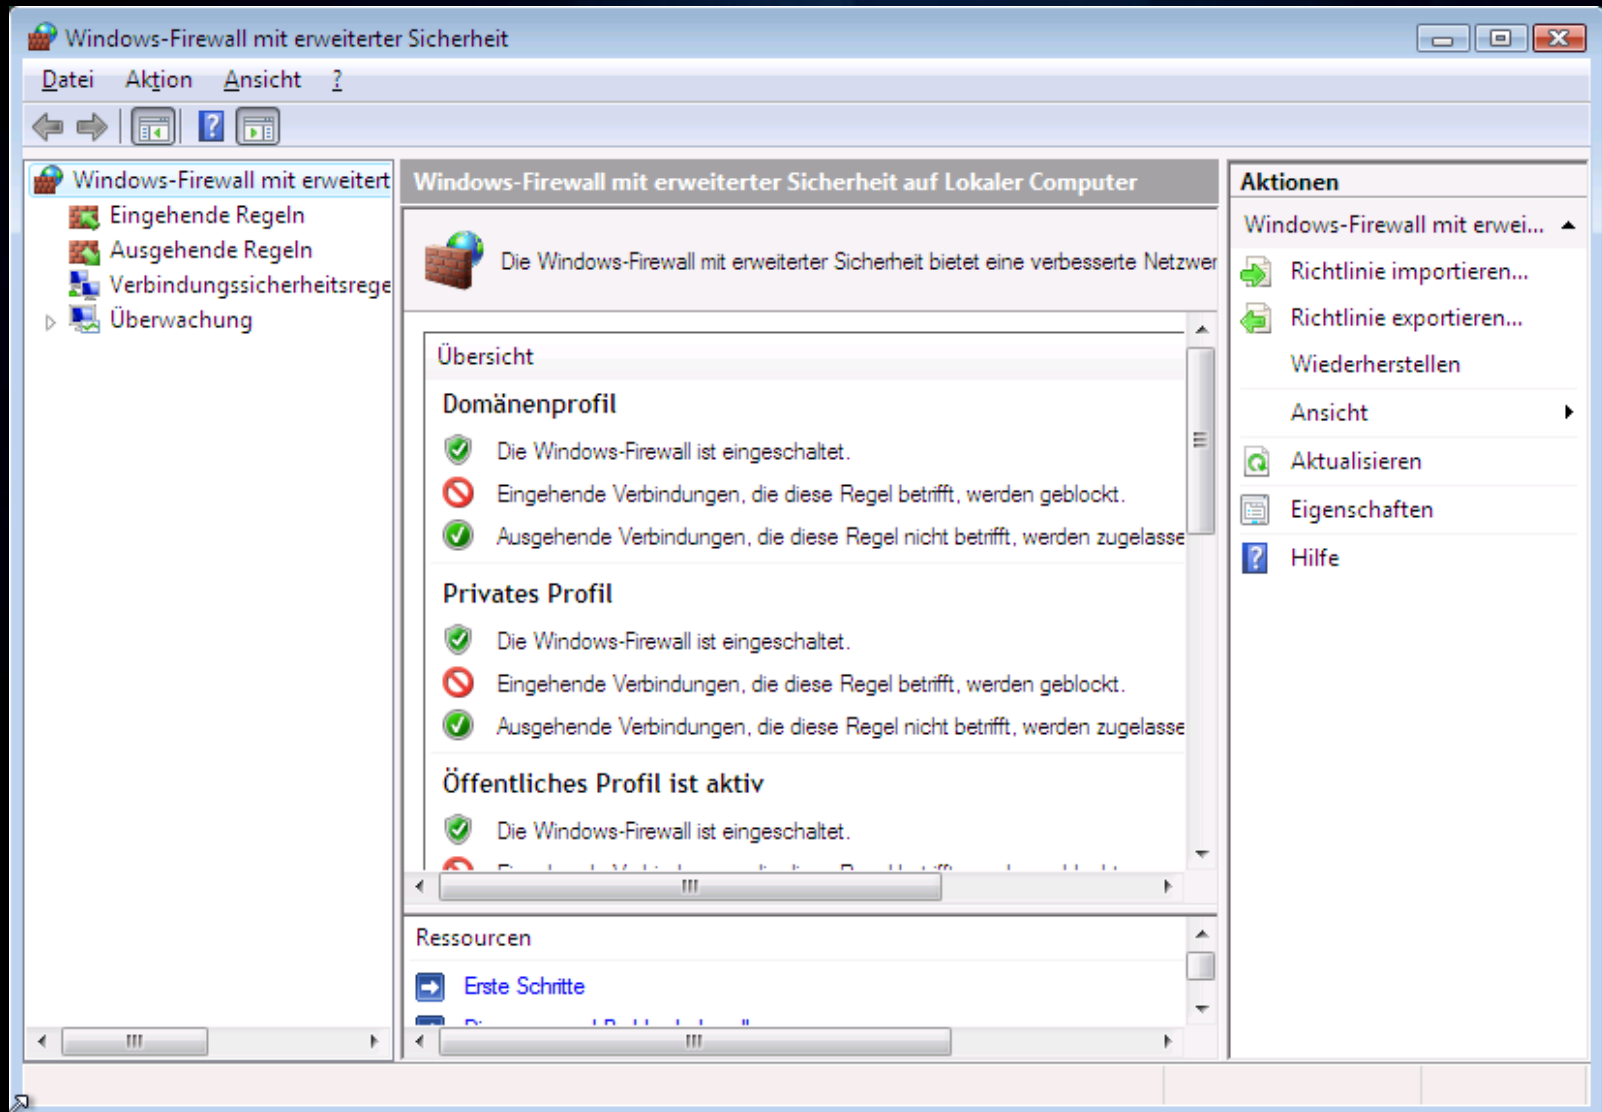 Windows-Firewall mit erweiterter Sicherheit
Datei Aktion Ansicht ?
Windows-Firewall mit erweitert
Eingehende Regeln
Ausgehende Regeln
Verbindungssicherheitsrege
Überwachung
Windows-Firewall mit erweiterter Sicherheit auf Lokaler Computer
Die Windows-Firewall mit erweiterter Sicherheit bietet eine verbesserte Netzwer
Übersicht
Domänenprofil
Die Windows-Firewall ist eingeschaltet.
Eingehende Verbindungen, die diese Regel betrifft, werden geblockt.
Ausgehende Verbindungen, die diese Regel nicht betrifft, werden zugelasse
Privates Profil
Die Windows-Firewall ist eingeschaltet.
Eingehende Verbindungen, die diese Regel betrifft, werden geblockt.
Ausgehende Verbindungen, die diese Regel nicht betrifft, werden zugelasse
Öffentliches Profil ist aktiv
Die Windows-Firewall ist eingeschaltet.
Ressourcen
Erste Schritte
Aktionen
Windows-Firewall mit erwei...
Richtlinie importieren...
Richtlinie exportieren...
Wiederherstellen
Ansicht
Aktualisieren
Eigenschaften
Hilfe